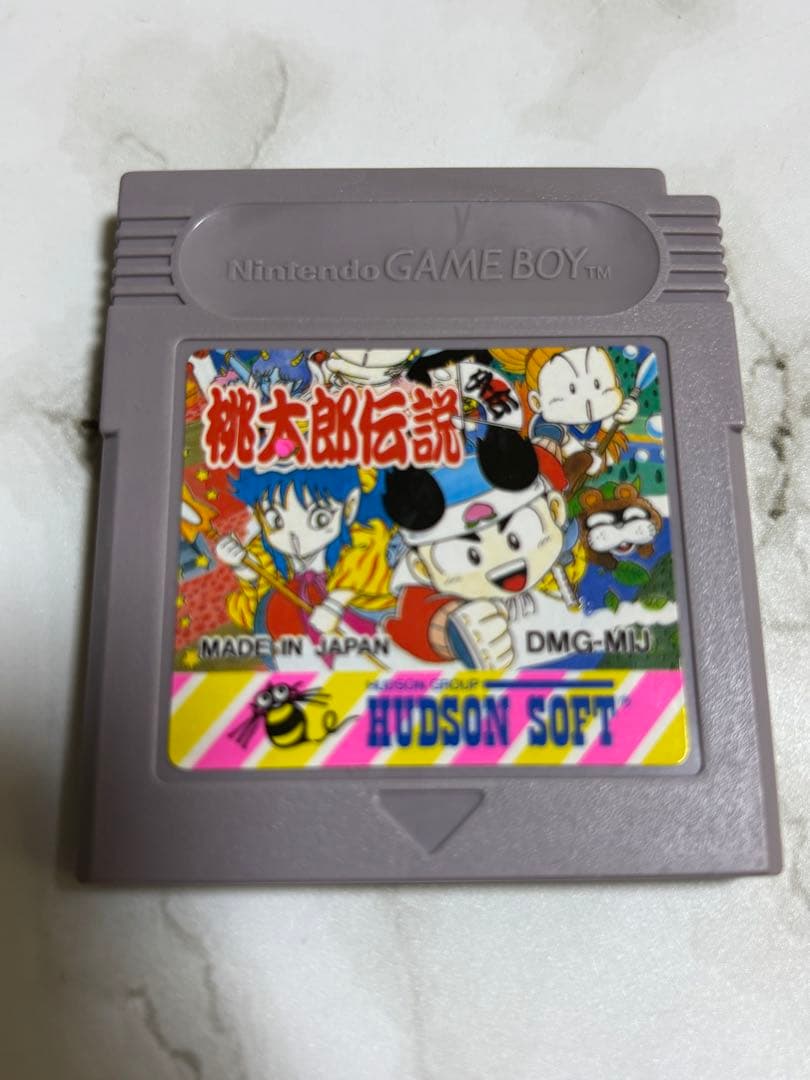 Nintendo GAME BOY™
桃太郎伝説
外伝
MADE IN JAPAN
DMG-MIJ
HUDSON GROUP
HUDSON SOFT®